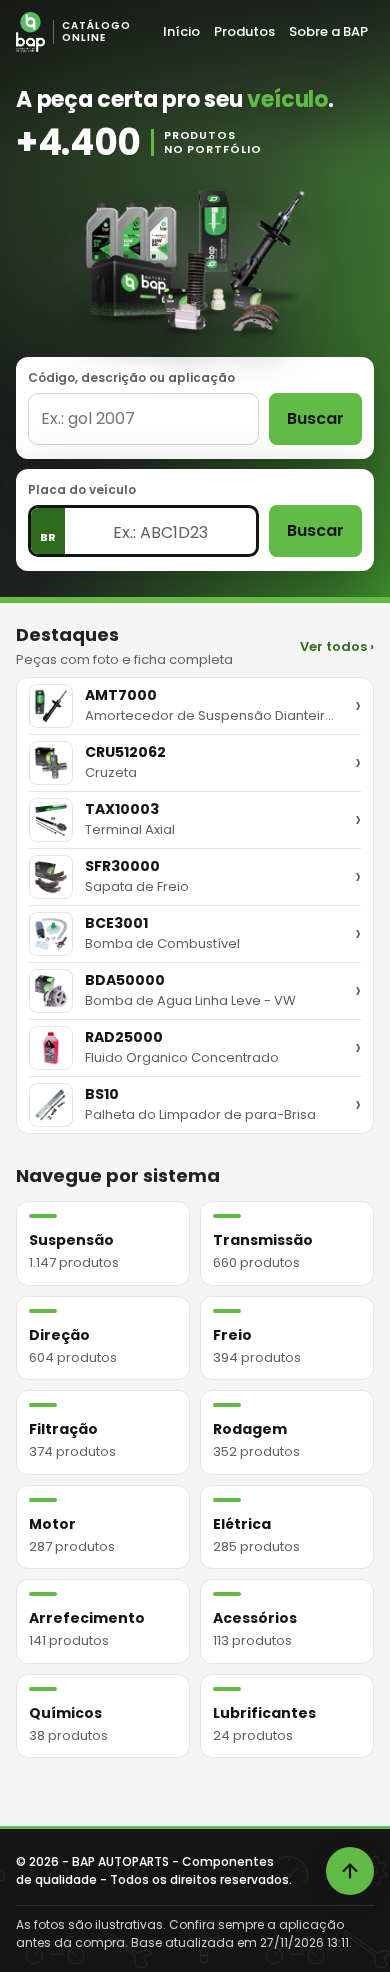 bap
CATÁLOGO
ONLINE
Início
Produtos
Sobre a BAP
A peça certa pro seu veículo.
+4.400
PRODUTOS
NO PORTFÓLIO
bap
Código, descrição ou aplicação
Ex.: gol 2007
Buscar
Placa do veículo
BR
Ex.: ABC1D23
Buscar
Destaques
Peças com foto e ficha completa
Ver todos ›
AMT7000
Amortecedor de Suspensão Dianteir...
CRU512062
Cruzeta
TAX10003
Terminal Axial
SFR30000
Sapata de Freio
BCE3001
Bomba de Combustível
BDA50000
Bomba de Agua Linha Leve - VW
RAD25000
Fluido Organico Concentrado
BS10
Palheta do Limpador de para-Brisa
Navegue por sistema
Suspensão
1.147 produtos
Transmissão
660 produtos
Direção
604 produtos
Freio
394 produtos
Filtração
374 produtos
Rodagem
352 produtos
Motor
287 produtos
Elétrica
285 produtos
Arrefecimento
141 produtos
Acessórios
113 produtos
Químicos
38 produtos
Lubrificantes
24 produtos
© 2026 - BAP AUTOPARTS - Componentes
de qualidade - Todos os direitos reservados.
As fotos são ilustrativas. Confira sempre a aplicação
antes da compra. Base atualizada em 27/11/2026 13:11.